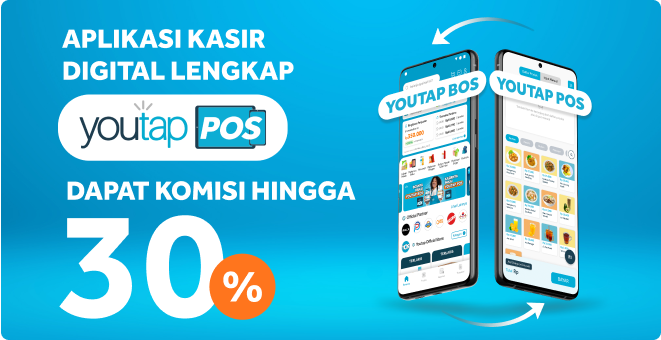 APLIKASI KASIR
DIGITAL LENGKAP
youtap POS
DAPAT KOMISI HINGGA
30%
YOUTAP BOS
YOUTAP POS